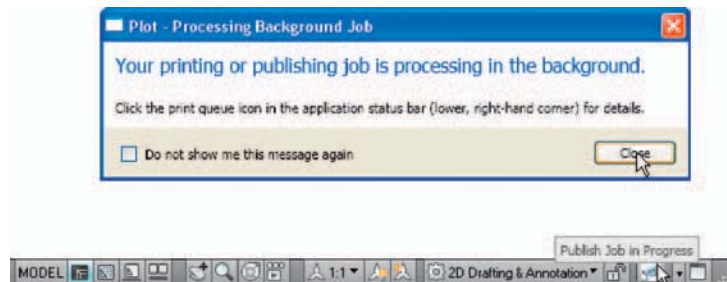 Plot - Processing Background Job
Your printing or publishing job is processing in the background.
Click the print queue icon in the application status bar (lower, right-hand corner) for details.
Do not show me this message again
Close
Publish Job in Progress
MODEL 1:1 2D Drafting & Annotation